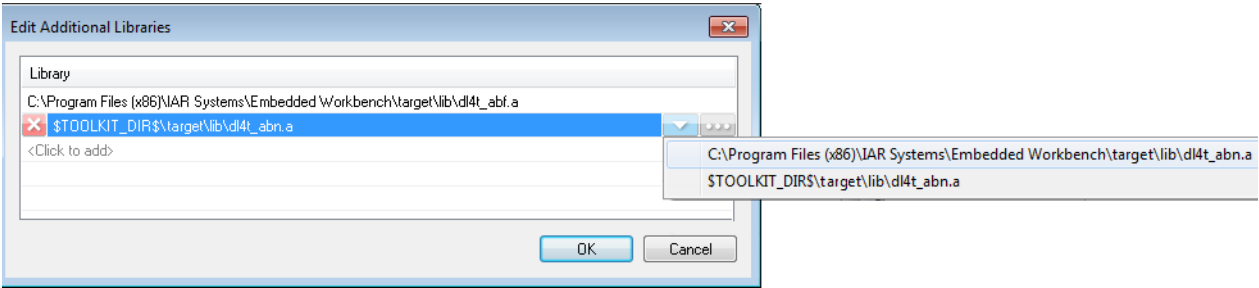 Edit Additional Libraries
Library
C:\Program Files (x86)\IAR Systems\Embedded Workbench\target\lib\dl4t_abf.a
$TOOLKIT_DIR$\target\lib\dl4t_abn.a
<Click to add>
C:\Program Files (x86)\IAR Systems\Embedded Workbench\target\lib\dl4t_abn.a
$TOOLKIT_DIR$\target\lib\dl4t_abn.a
OK
Cancel